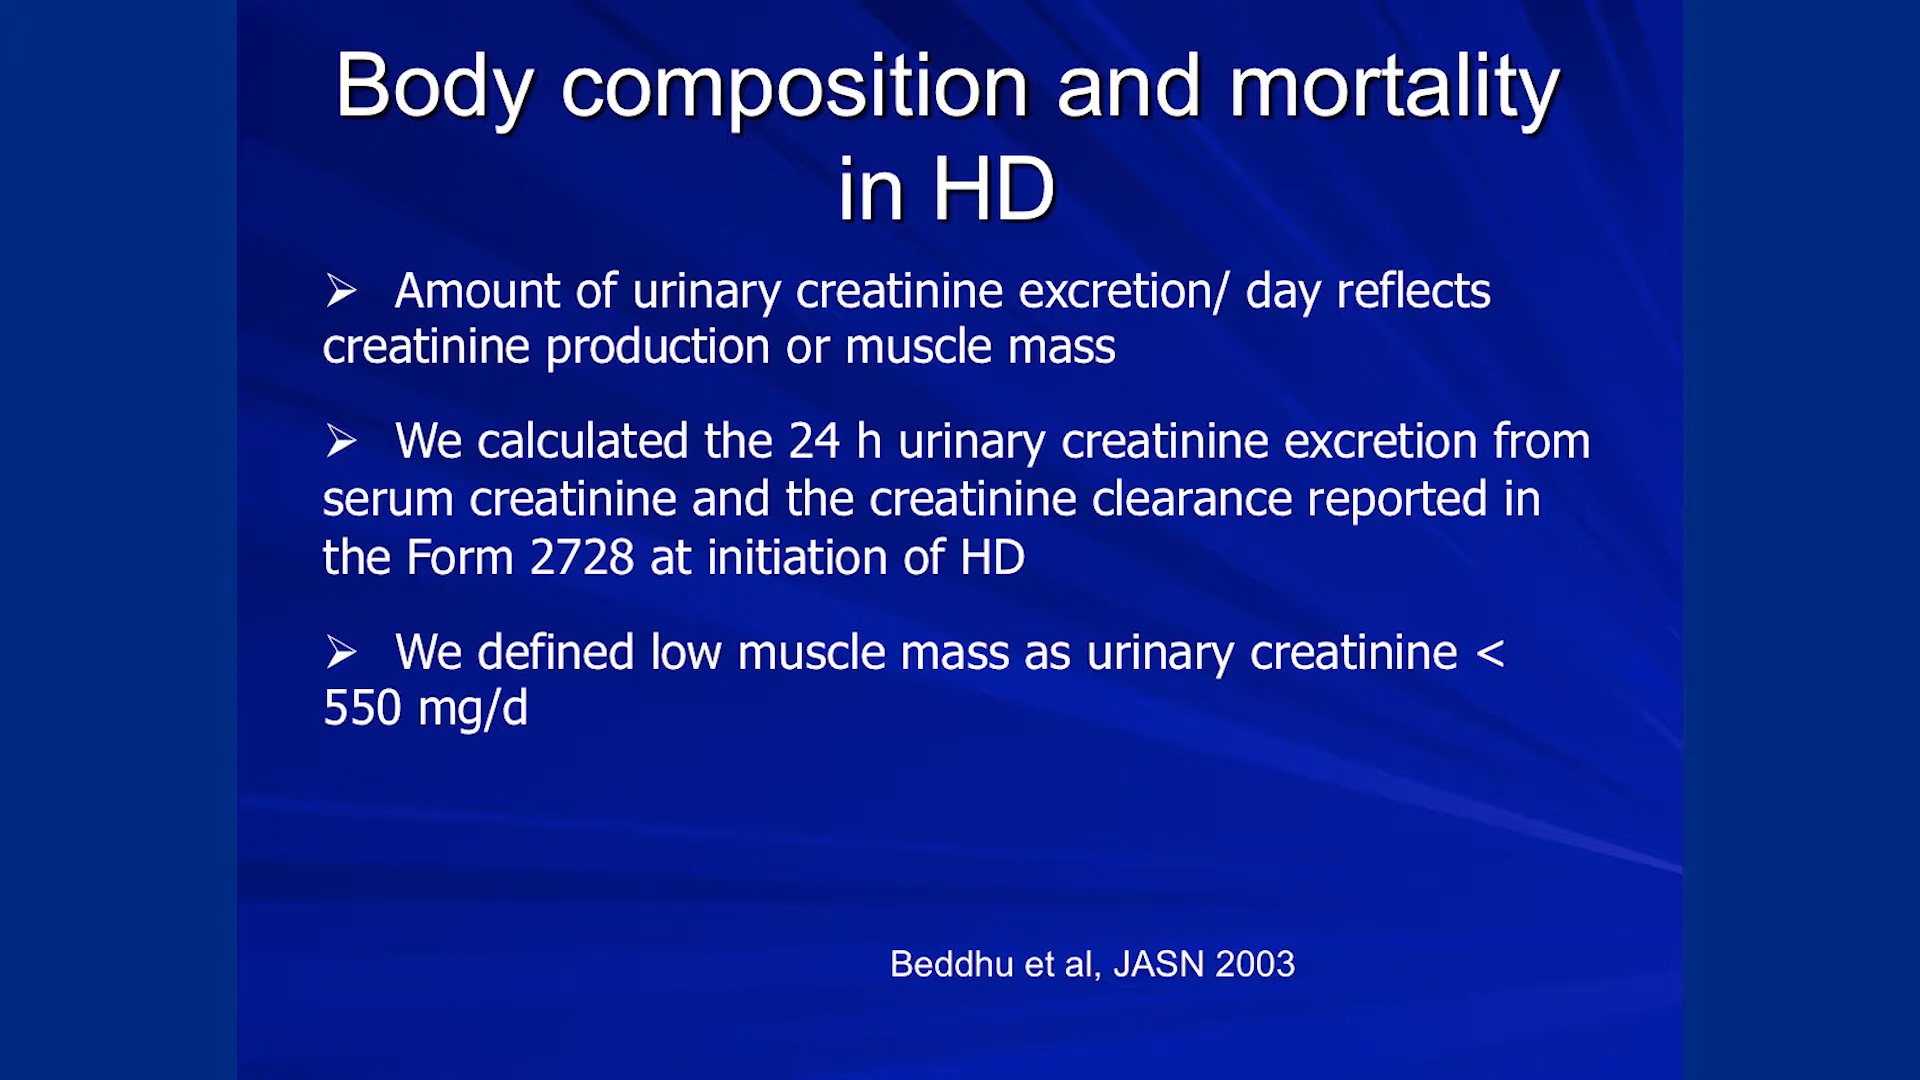 Body composition and mortality
in HD
➢ Amount of urinary creatinine excretion/ day reflects
creatinine production or muscle mass
➢ We calculated the 24 h urinary creatinine excretion from
serum creatinine and the creatinine clearance reported in
the Form 2728 at initiation of HD
➢ We defined low muscle mass as urinary creatinine <
550 mg/d
Beddhu et al, JASN 2003